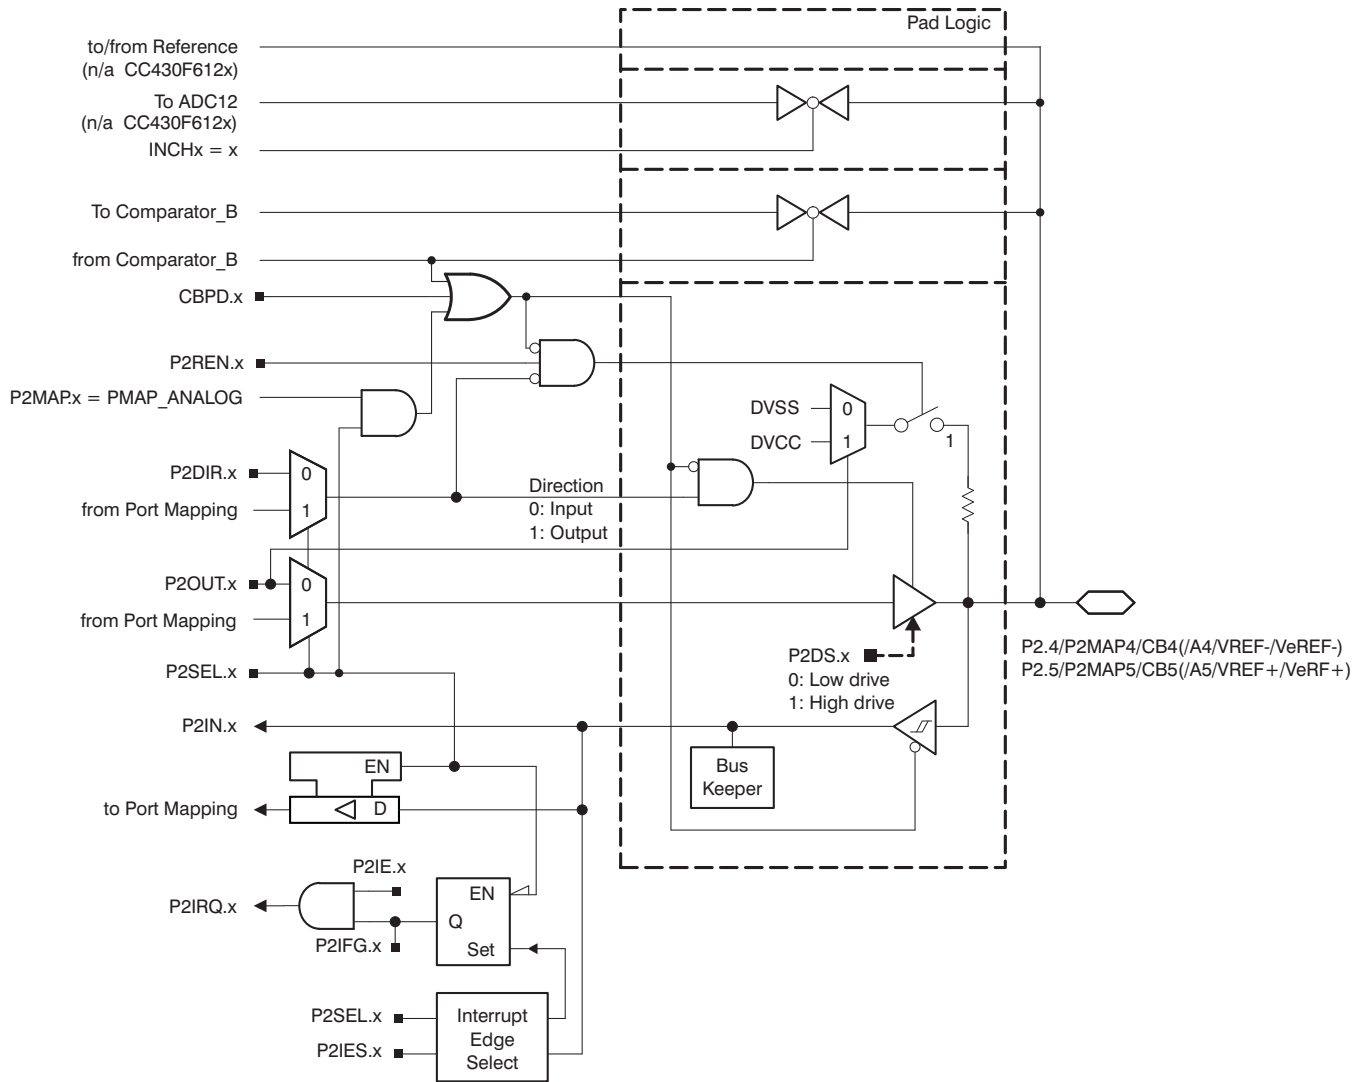 Pad Logic
to/from Reference
(n/a CC430F612x)
To ADC12
(n/a CC430F612x)
INCHx = x
To Comparator_B
from Comparator_B
CBPD.x
P2REN.x
P2MAP.x = PMAP_ANALOG
DVSS
0
DVCC
1
1
P2DIR.x
0
from Port Mapping
1
Direction
0: Input
1: Output
P2OUT.x
0
from Port Mapping
1
P2SEL.x
P2DS.x
0: Low drive
1: High drive
P2.4/P2MAP4/CB4(/A4/VREF-/VeREF-)
P2.5/P2MAP5/CB5(/A5/VREF+/VeRF+)
P2IN.x
Bus
Keeper
EN
to Port Mapping
D
P2IE.x
P2IRQ.x
P2IFG.x
EN
Q
Set
P2SEL.x
P2IES.x
Interrupt
Edge
Select